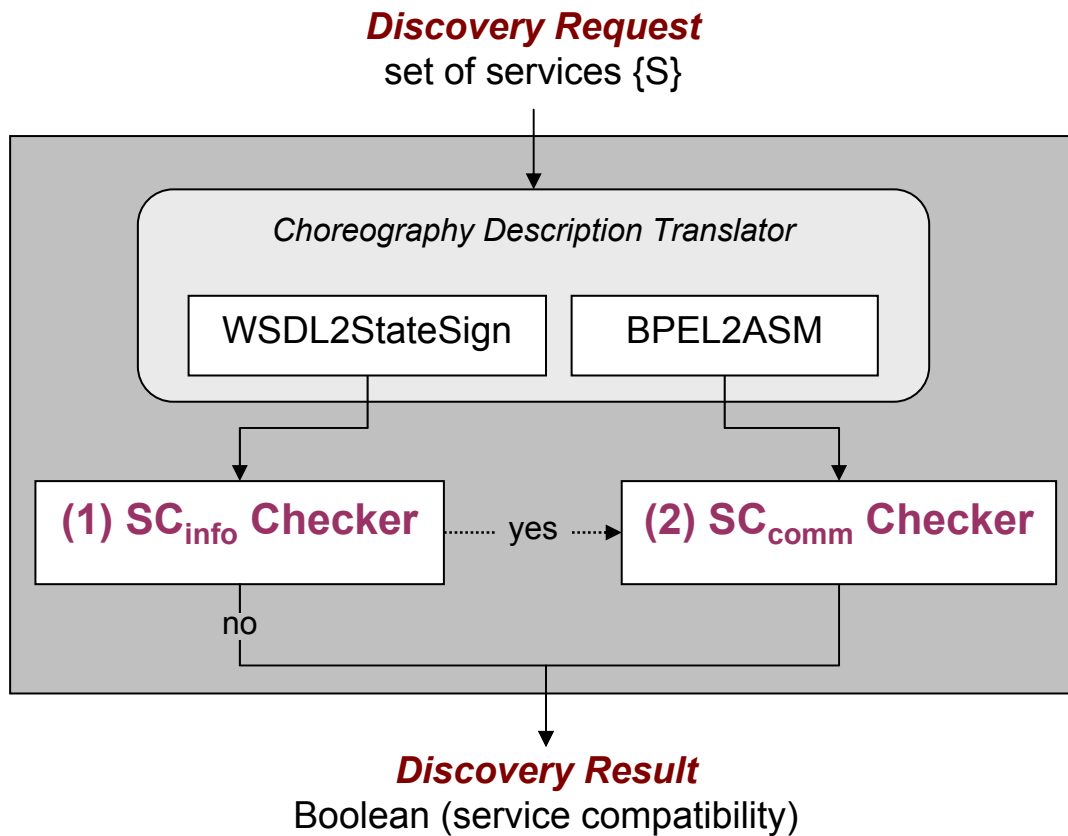 Discovery Request
set of services {S}
Choreography Description Translator
WSDL2StateSign
BPEL2ASM
(1) SCinfo Checker
yes
(2) SCcomm Checker
no
Discovery Result
Boolean (service compatibility)